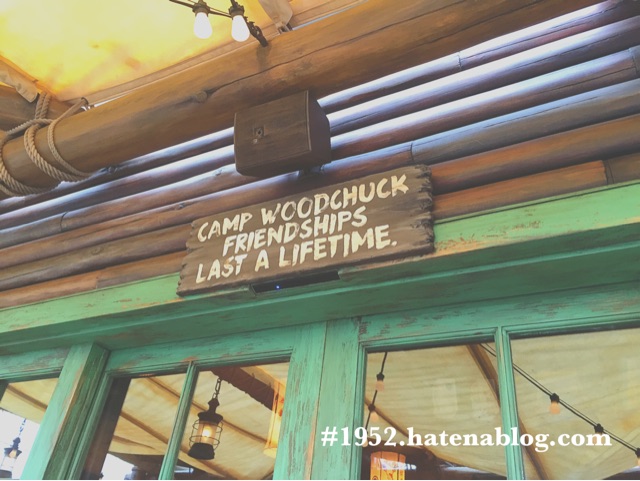 CAMP WOODCHUCK
FRIENDSHIPS
LAST A LIFETIME.
#1952.hatenablog.com